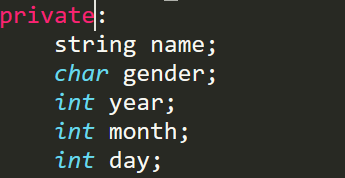 private:
    string name;
    char gender;
    int year;
    int month;
    int day;